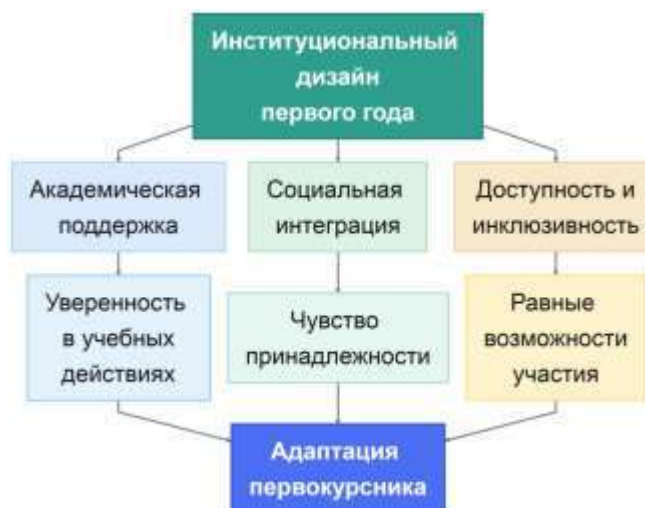 Институциональный
дизайн
первого года
Академическая
поддержка
Социальная
интеграция
Доступность и
инклюзивность
Уверенность
в учебных
действиях
Чувство
принадлежности
Равные
возможности
участия
Адаптация
первокурсника